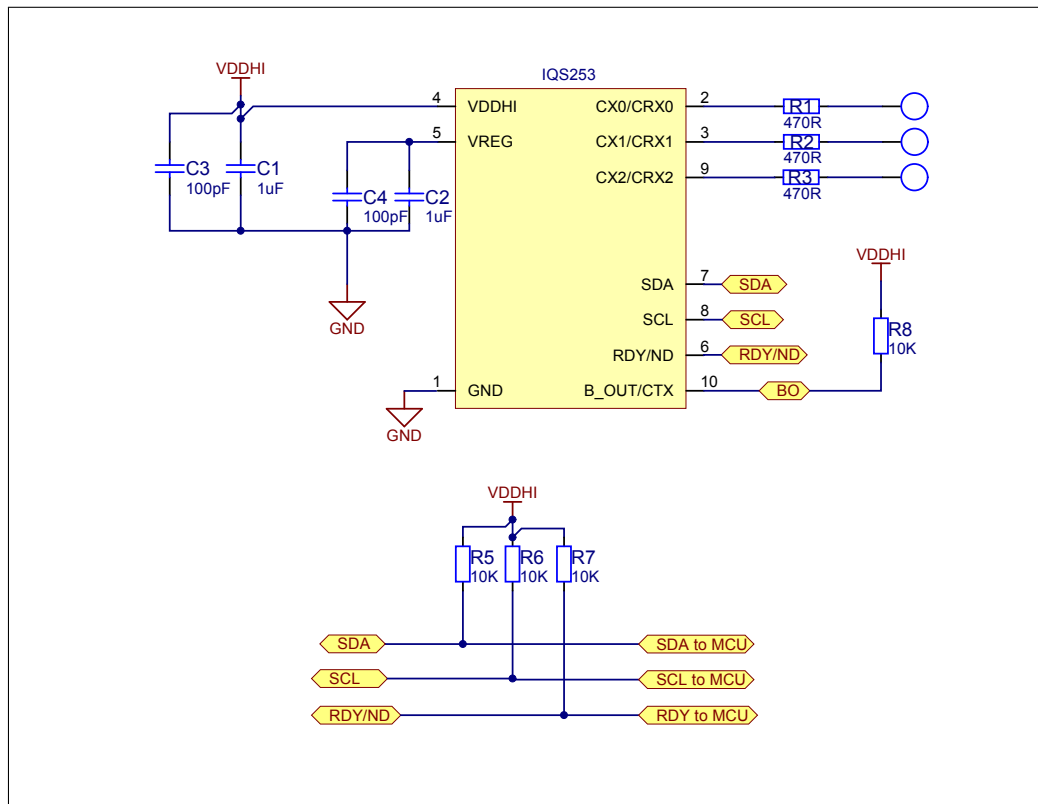 IQS253
VDDHI
4
VDDHI
5
VREG
1
GND
CX0/CRX0
2
R1
470R
CX1/CRX1
3
R2
470R
CX2/CRX2
9
R3
470R
C3
100pF
C1
1uF
C4
100pF
C2
1uF
GND
GND
SDA
7
SDA
SCL
8
SCL
RDY/ND
6
RDY/ND
B_OUT/CTX
10
BO
VDDHI
R8
10K
VDDHI
R5
10K
R6
10K
R7
10K
SDA
SDA to MCU
SCL
SCL to MCU
RDY/ND
RDY to MCU